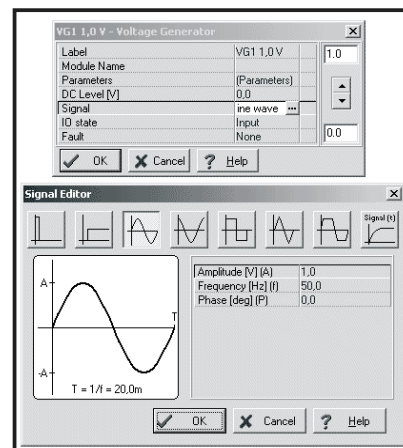 VG1 1,0 V - Voltage Generator
Label VG1 1,0 V 1.0
Module Name
Parameters (Parameters)
DC Level [V] 0,0
Signal ine wave ...
IO state Input
Fault None 0.0
OK Cancel ? Help
Signal Editor
Signal (t)
A
T
-A
T = 1/f = 20,0m
Amplitude [V] (A) 1,0
Frequency [Hz] (f) 50,0
Phase [deg] (P) 0,0
OK Cancel ? Help